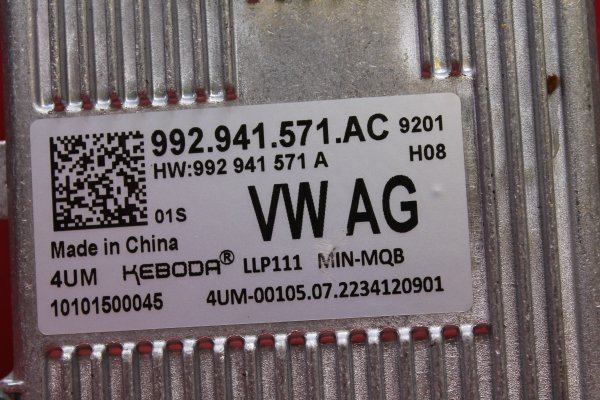 992.941.571.AC 9201
HW:992 941 571 A H08
01S VW AG
Made in China
4UM KEBODA® LLP111 MIN-MQB
10101500045 4UM-00105.07.2234120901